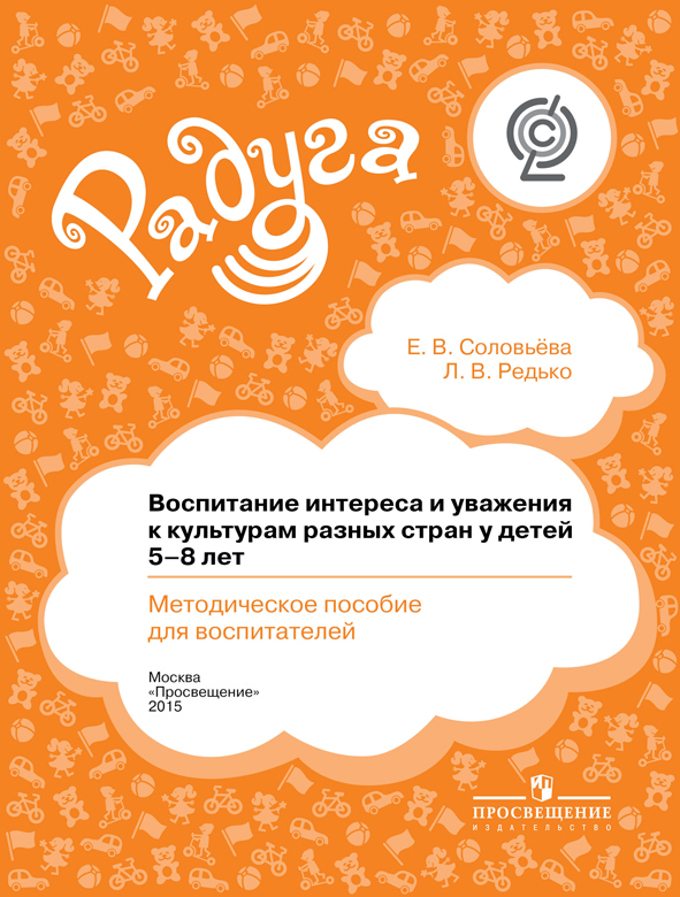 Радуга
Е. В. Соловьёва
Л. В. Редько
Воспитание интереса и уважения
к культурам разных стран у детей
5–8 лет
Методическое пособие
для воспитателей
Москва
«Просвещение»
2015
ПРОСВЕЩЕНИЕ
ИЗДАТЕЛЬСТВО